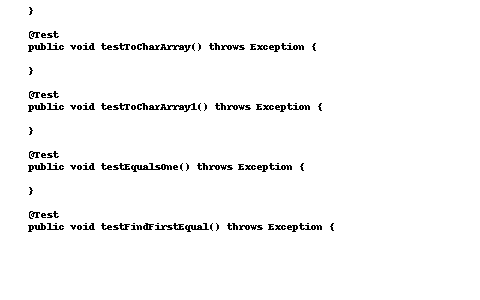 }
@Test
public void testToCharArray() throws Exception {
}
@Test
public void testToCharArray1() throws Exception {
}
@Test
public void testEqualsOne() throws Exception {
}
@Test
public void testFindFirstEqual() throws Exception {